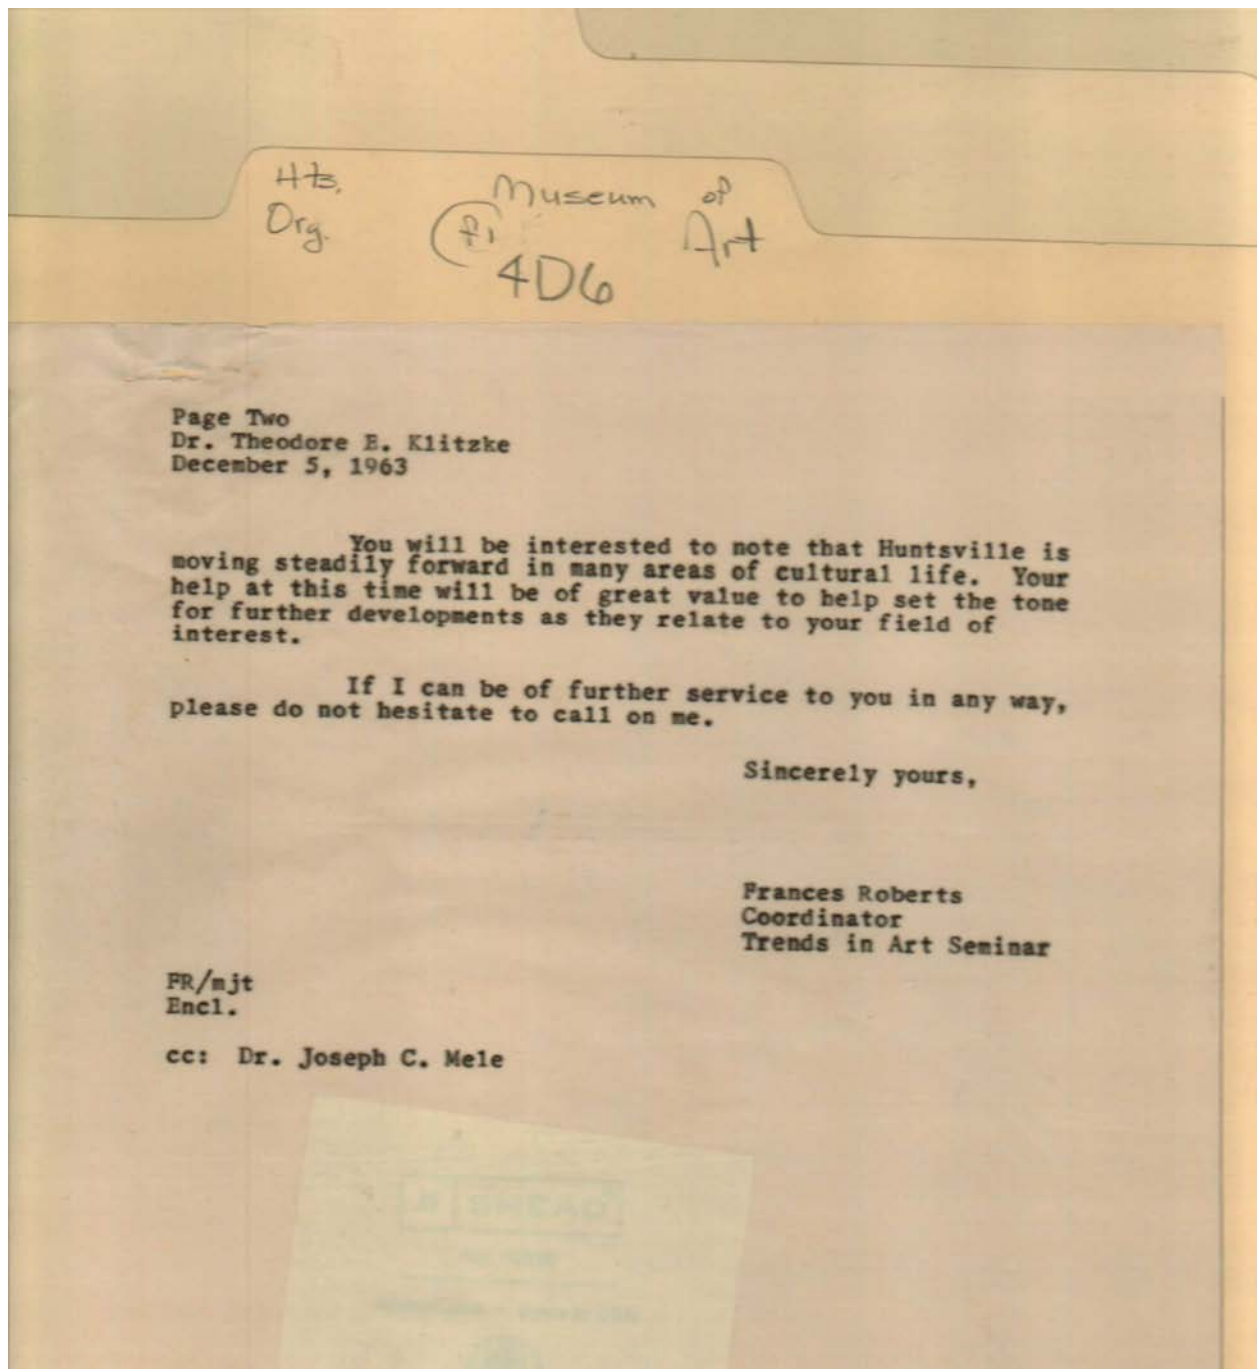 Hts. Museum of
Org. Art
4D6
Page Two
Dr. Theodore E. Klitzke
December 5, 1963
You will be interested to note that Huntsville is
moving steadily forward in many areas of cultural life. Your
help at this time will be of great value to help set the tone
for further developments as they relate to your field of
interest.
If I can be of further service to you in any way,
please do not hesitate to call on me.
Sincerely yours,
Frances Roberts
Coordinator
Trends in Art Seminar
FR/mjt
Encl.
cc: Dr. Joseph C. Mele